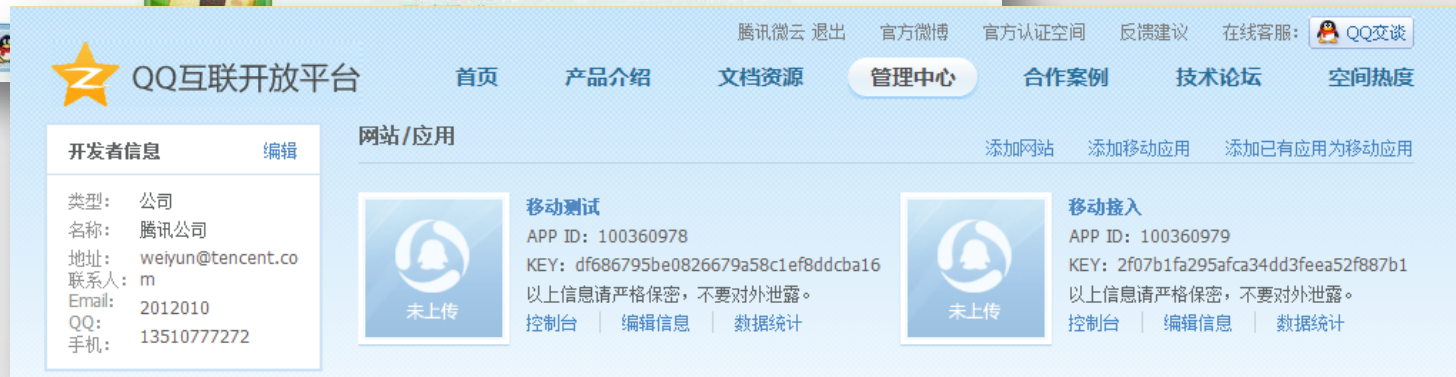 腾讯微云 退出 官方微博 官方认证空间 反馈建议 在线客服: QQ交谈
QQ互联开放平台 首页 产品介绍 文档资源 管理中心 合作案例 技术论坛 空间热度
开发者信息 编辑
类型: 公司
名称: 腾讯公司
地址: weiyun@tencent.co
联系人: m
Email: 2012010
QQ:
手机: 13510777272
网站/应用
添加网站 添加移动应用 添加已有应用为移动应用
未上传
移动测试
APP ID: 100360978
KEY: df686795be0826679a58c1ef8ddcba16
以上信息请严格保密,不要对外泄露。
控制台 编辑信息 数据统计
未上传
移动接入
APP ID: 100360979
KEY: 2f07b1fa295afca34dd3feea52f887b1
以上信息请严格保密,不要对外泄露。
控制台 编辑信息 数据统计